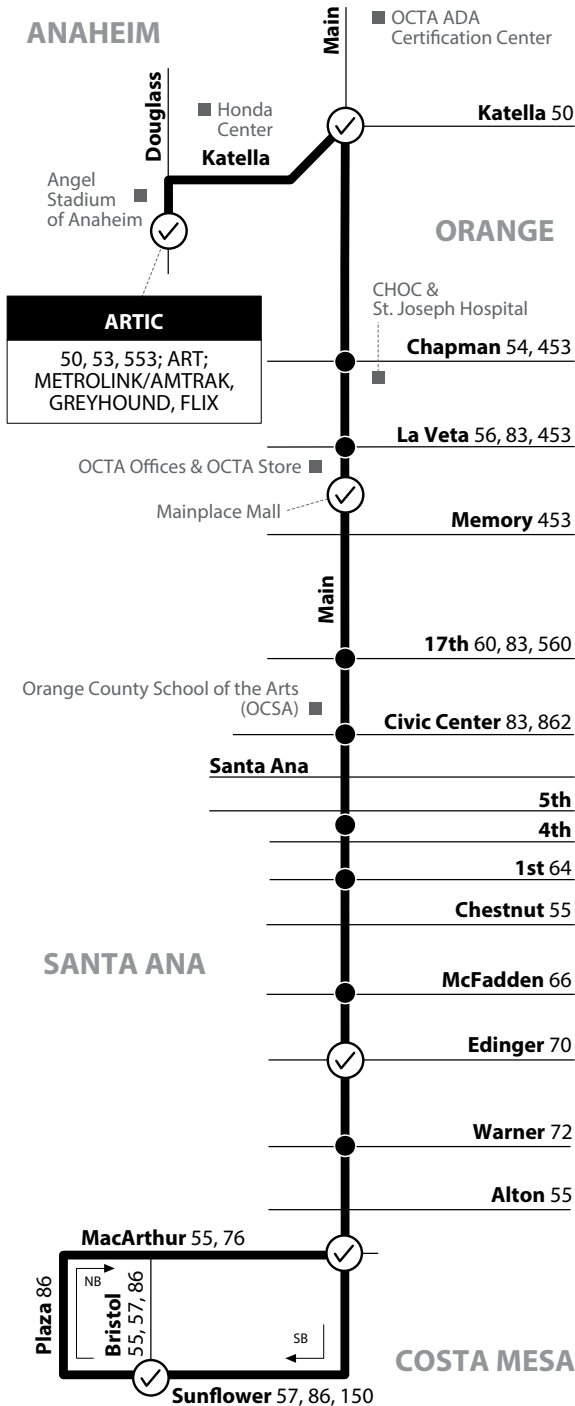 ANAHEIM
Main
OCTA ADA
Certification Center
Douglass
Honda
Center
Katella
Katella 50
Angel
Stadium
of Anaheim
ORANGE
ARTIC
50, 53, 553; ART;
METROLINK/AMTRAK,
GREYHOUND, FLIX
CHOC &
St. Joseph Hospital
Chapman 54, 453
La Veta 56, 83, 453
OCTA Offices & OCTA Store
Mainplace Mall
Memory 453
Main
17th 60, 83, 560
Orange County School of the Arts
(OCSA)
Civic Center 83, 862
Santa Ana
5th
4th
1st 64
Chestnut 55
SANTA ANA
McFadden 66
Edinger 70
Warner 72
Alton 55
MacArthur 55, 76
Plaza 86
NB
Bristol
55, 57, 86
SB
COSTA MESA
Sunflower 57, 86, 150